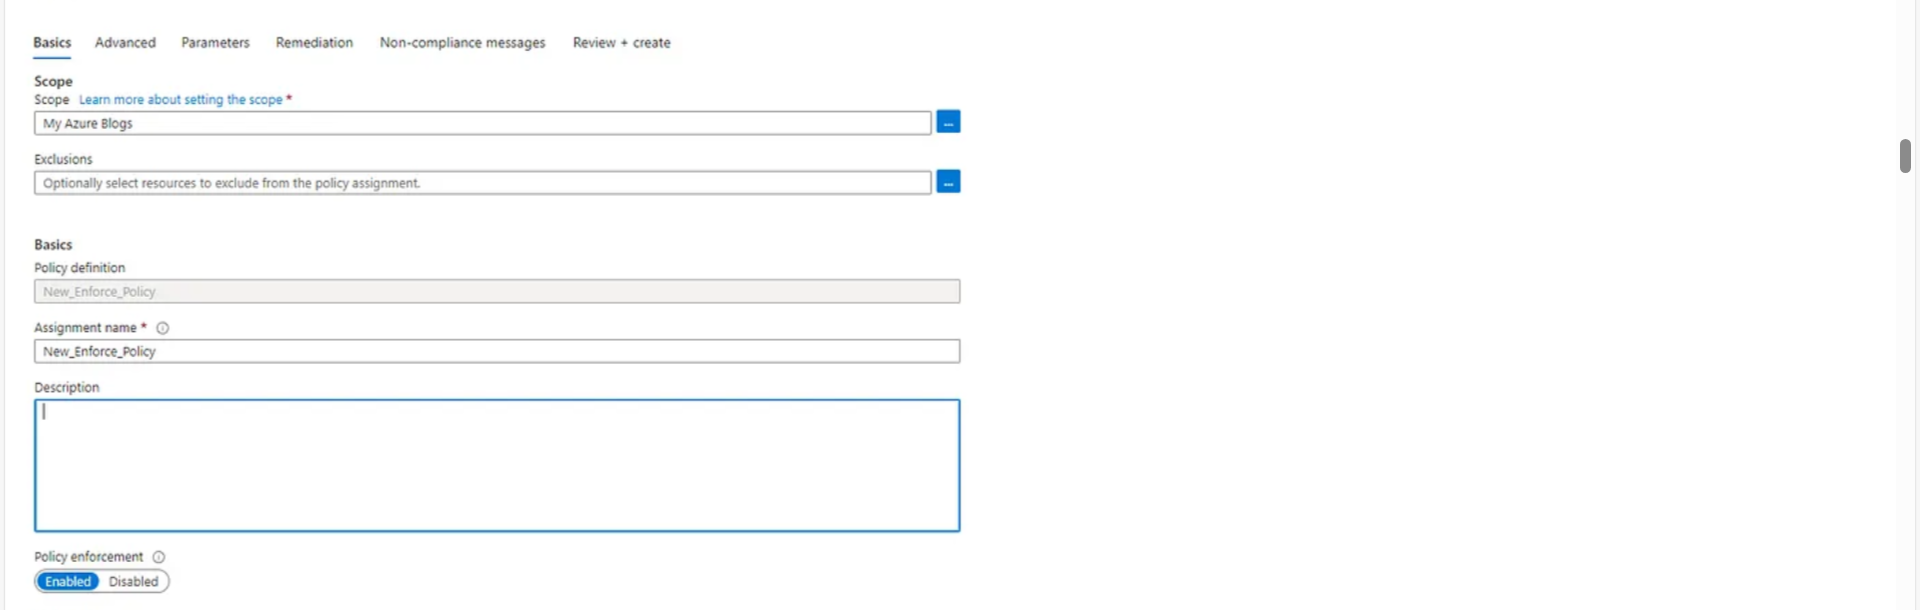 Basics Advanced Parameters Remediation Non-compliance messages Review + create
Scope
Scope Learn more about setting the scope *
My Azure Blogs
...
Exclusions
Optionally select resources to exclude from the policy assignment.
...
Basics
Policy definition
New_Enforce_Policy
Assignment name *
New_Enforce_Policy
Description
Policy enforcement
Enabled Disabled